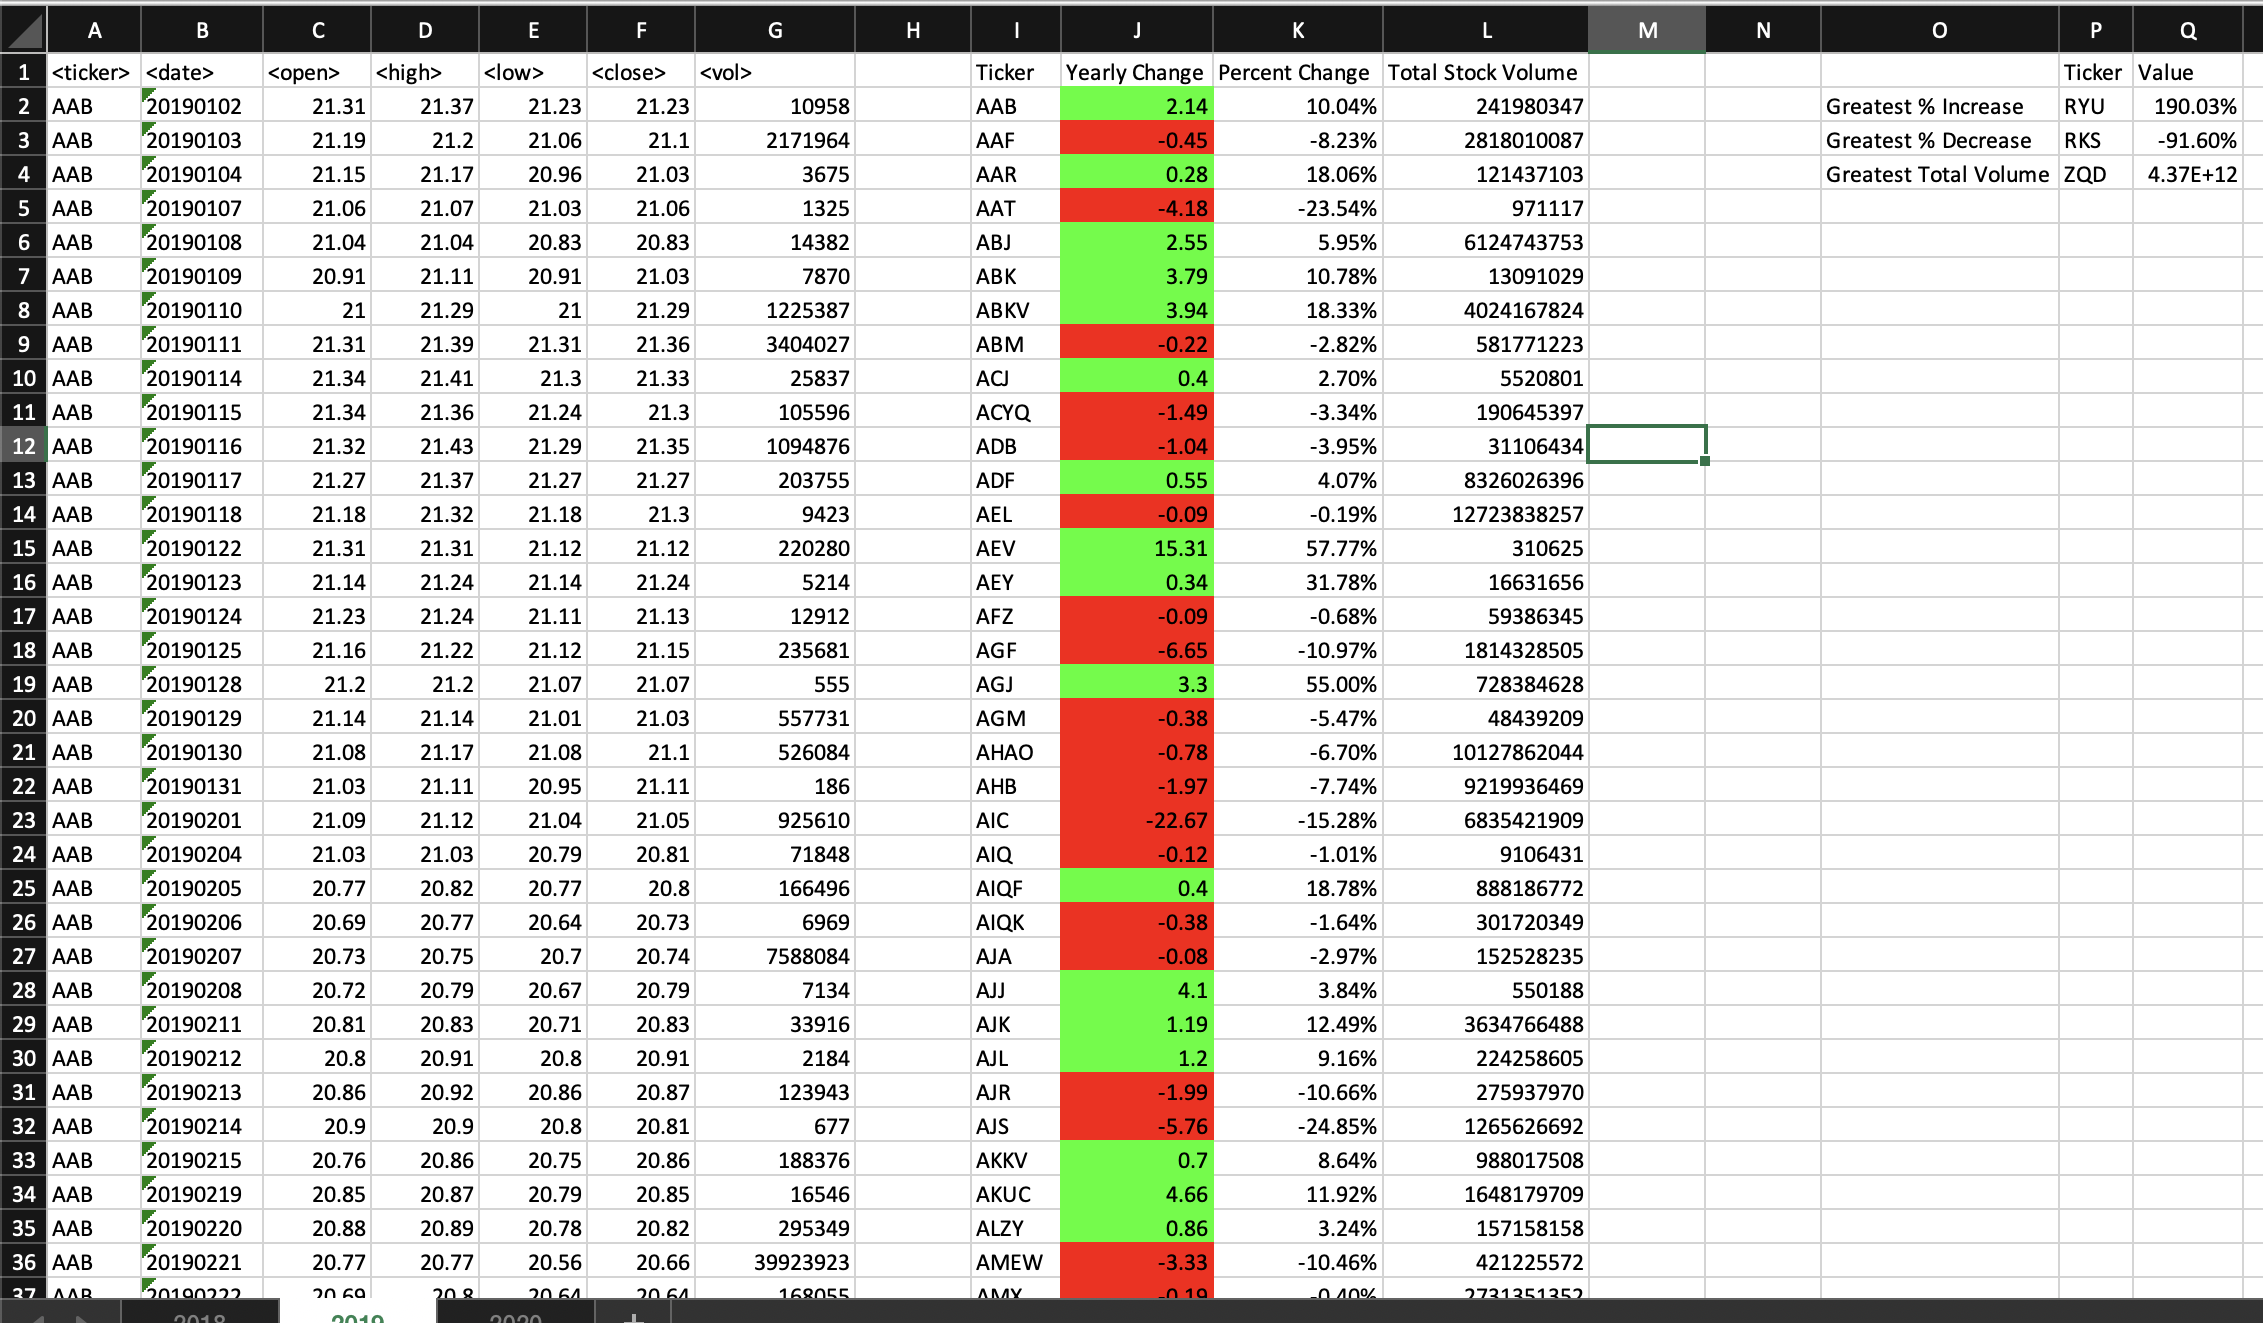 A B C D E F G H I J K L M N O P Q
1 <ticker> <date> <open> <high> <low> <close> <vol> Ticker Yearly Change Percent Change Total Stock Volume Ticker Value
2 AAB 20190102 21.31 21.37 21.23 21.23 10958 AAB 2.14 10.04% 241980347 Greatest % Increase RYU 190.03%
3 AAB 20190103 21.19 21.2 21.06 21.1 2171964 AAF -0.45 -8.23% 2818010087 Greatest % Decrease RKS -91.60%
4 AAB 20190104 21.15 21.17 20.96 21.03 3675 AAR 0.28 18.06% 121437103 Greatest Total Volume ZQD 4.37E+12
5 AAB 20190107 21.06 21.07 21.03 21.06 1325 AAT -4.18 -23.54% 971117
6 AAB 20190108 21.04 21.04 20.83 20.83 14382 ABJ 2.55 5.95% 6124743753
7 AAB 20190109 20.91 21.11 20.91 21.03 7870 ABK 3.79 10.78% 13091029
8 AAB 20190110 21 21.29 21 21.29 1225387 ABKV 3.94 18.33% 4024167824
9 AAB 20190111 21.31 21.39 21.31 21.36 3404027 ABM -0.22 -2.82% 581771223
10 AAB 20190114 21.34 21.41 21.3 21.33 25837 ACJ 0.4 2.70% 5520801
11 AAB 20190115 21.34 21.36 21.24 21.3 105596 ACYQ -1.49 -3.34% 190645397
12 AAB 20190116 21.32 21.43 21.29 21.35 1094876 ADB -1.04 -3.95% 31106434
13 AAB 20190117 21.27 21.37 21.27 21.27 203755 ADF 0.55 4.07% 8326026396
14 AAB 20190118 21.18 21.32 21.18 21.3 9423 AEL -0.09 -0.19% 12723838257
15 AAB 20190122 21.31 21.31 21.12 21.12 220280 AEV 15.31 57.77% 310625
16 AAB 20190123 21.14 21.24 21.14 21.24 5214 AEY 0.34 31.78% 16631656
17 AAB 20190124 21.23 21.24 21.11 21.13 12912 AFZ -0.09 -0.68% 59386345
18 AAB 20190125 21.16 21.22 21.12 21.15 235681 AGF -6.65 -10.97% 1814328505
19 AAB 20190128 21.2 21.2 21.07 21.07 555 AGJ 3.3 55.00% 728384628
20 AAB 20190129 21.14 21.14 21.01 21.03 557731 AGM -0.38 -5.47% 48439209
21 AAB 20190130 21.08 21.17 21.08 21.1 526084 AHAO -0.78 -6.70% 10127862044
22 AAB 20190131 21.03 21.11 20.95 21.11 186 AHB -1.97 -7.74% 9219936469
23 AAB 20190201 21.09 21.12 21.04 21.05 925610 AIC -22.67 -15.28% 6835421909
24 AAB 20190204 21.03 21.03 20.79 20.81 71848 AIQ -0.12 -1.01% 9106431
25 AAB 20190205 20.77 20.82 20.77 20.8 166496 AIQF 0.4 18.78% 888186772
26 AAB 20190206 20.69 20.77 20.64 20.73 6969 AIQK -0.38 -1.64% 301720349
27 AAB 20190207 20.73 20.75 20.7 20.74 7588084 AJA -0.08 -2.97% 152528235
28 AAB 20190208 20.72 20.79 20.67 20.79 7134 AJJ 4.1 3.84% 550188
29 AAB 20190211 20.81 20.83 20.71 20.83 33916 AJK 1.19 12.49% 3634766488
30 AAB 20190212 20.8 20.91 20.8 20.91 2184 AJL 1.2 9.16% 224258605
31 AAB 20190213 20.86 20.92 20.86 20.87 123943 AJR -1.99 -10.66% 275937970
32 AAB 20190214 20.9 20.9 20.8 20.81 677 AJS -5.76 -24.85% 1265626692
33 AAB 20190215 20.76 20.86 20.75 20.86 188376 AKKV 0.7 8.64% 988017508
34 AAB 20190219 20.85 20.87 20.79 20.85 16546 AKUC 4.66 11.92% 1648179709
35 AAB 20190220 20.88 20.89 20.78 20.82 295349 ALZY 0.86 3.24% 157158158
36 AAB 20190221 20.77 20.77 20.56 20.66 39923923 AMEW -3.33 -10.46% 421225572
37 AAB 20190222 20.69 20.8 20.64 20.64 168055 AMX -0.19 -0.40% 2731351352
2018 2019 2020 +